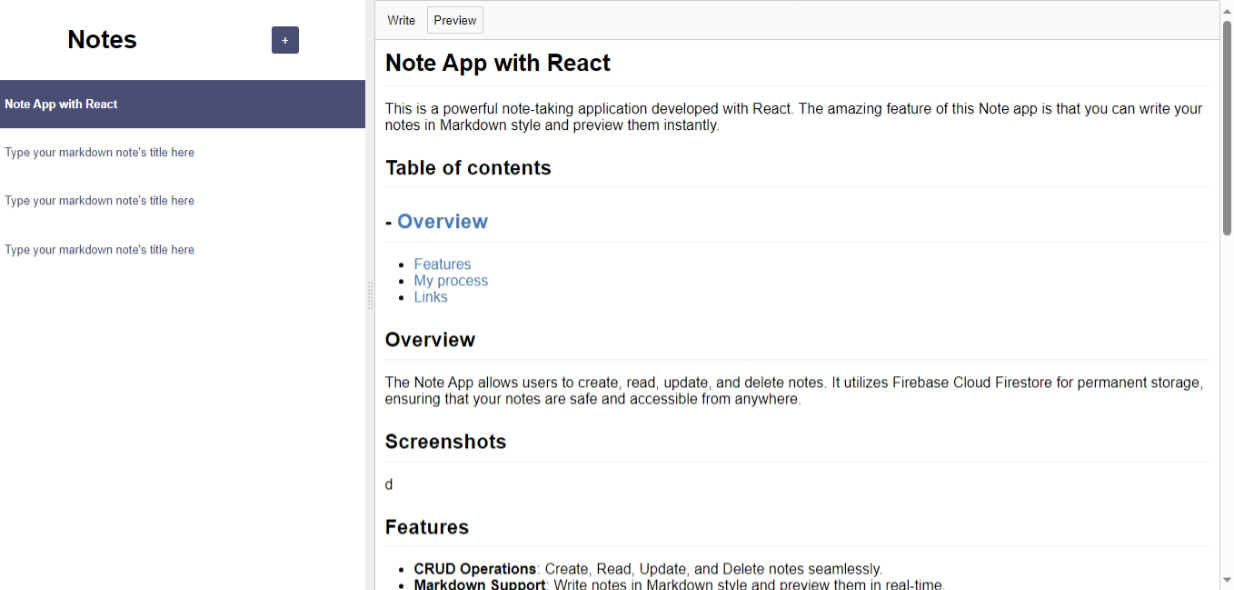 Notes
+
Note App with React
Type your markdown note's title here
Type your markdown note's title here
Type your markdown note's title here
Write Preview
Note App with React
This is a powerful note-taking application developed with React. The amazing feature of this Note app is that you can write your
notes in Markdown style and preview them instantly.
Table of contents
- Overview
• Features
• My process
• Links
Overview
The Note App allows users to create, read, update, and delete notes. It utilizes Firebase Cloud Firestore for permanent storage,
ensuring that your notes are safe and accessible from anywhere.
Screenshots
d
Features
• CRUD Operations: Create, Read, Update, and Delete notes seamlessly.
• Markdown Support: Write notes in Markdown style and preview them in real-time.